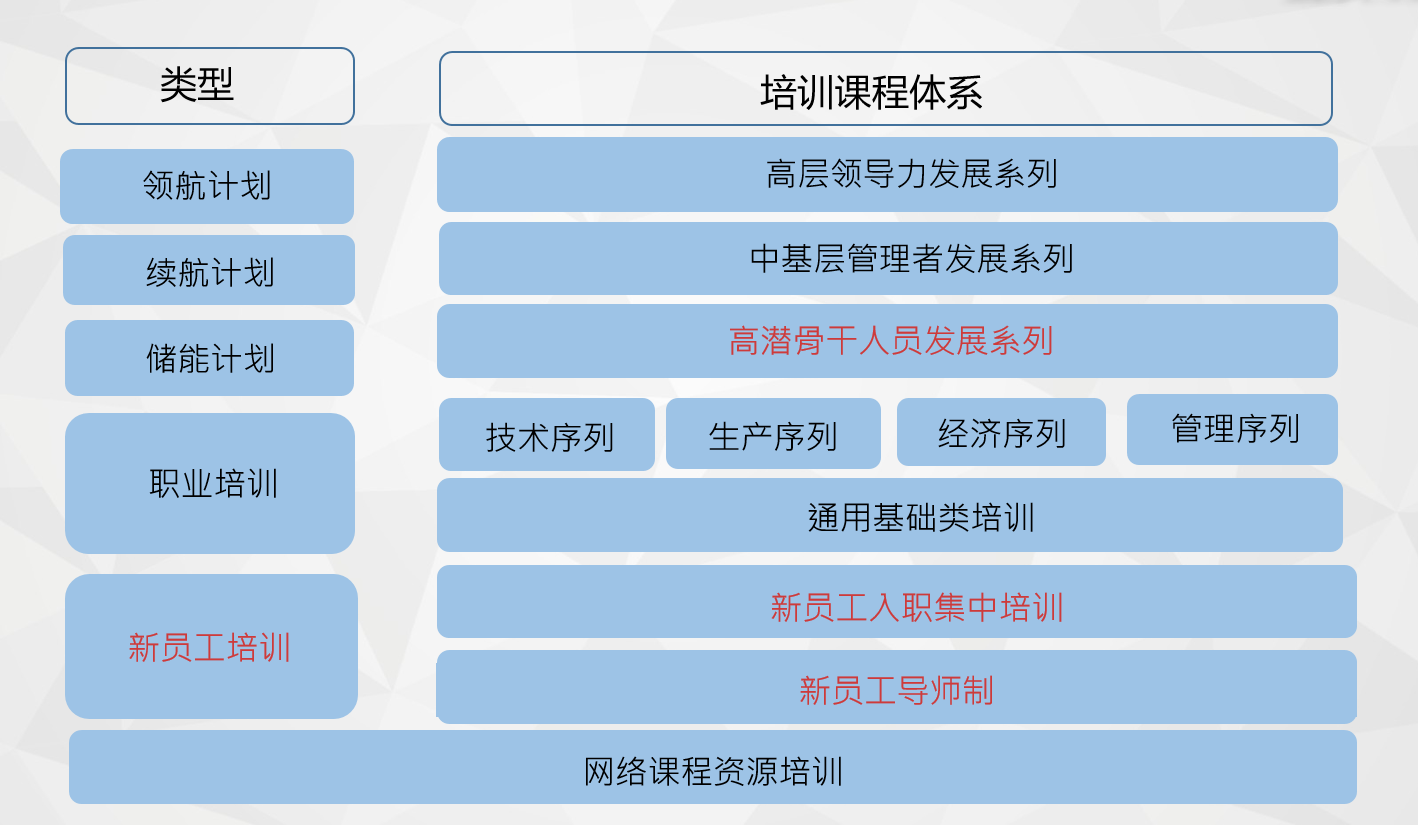 类型
培训课程体系
领航计划
高层领导力发展系列
续航计划
中基层管理者发展系列
储能计划
高潜骨干人员发展系列
职业培训
技术序列
生产序列
经济序列
管理序列
通用基础类培训
新员工培训
新员工入职集中培训
新员工导师制
网络课程资源培训